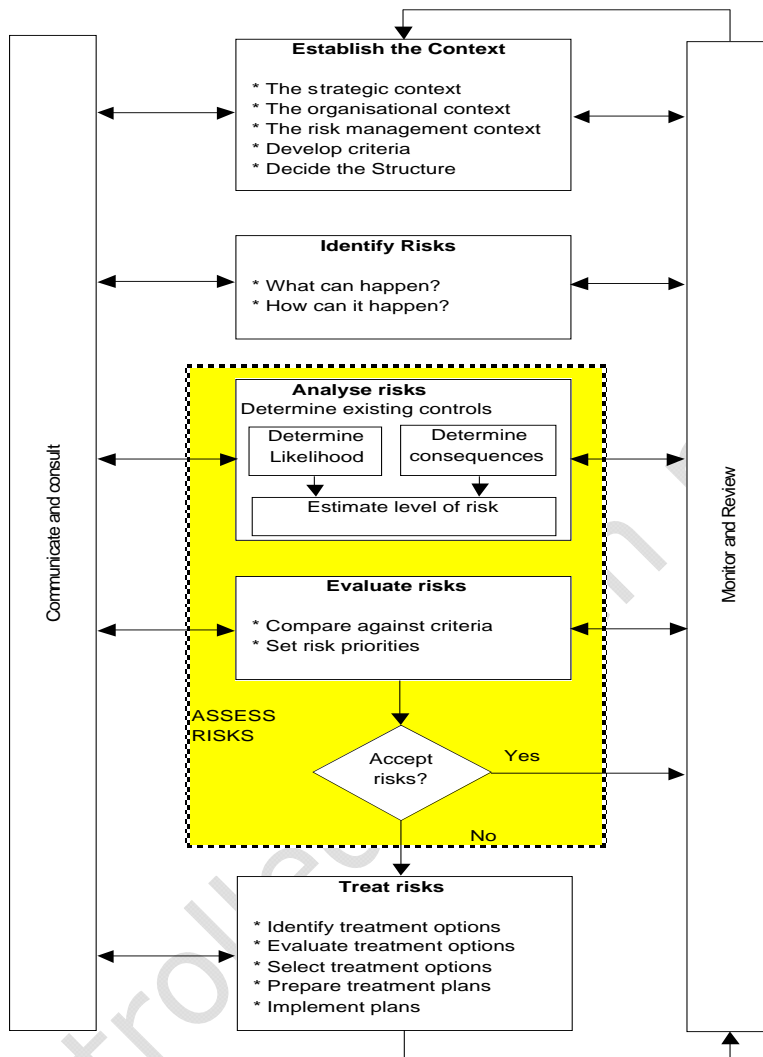 Establish the Context
* The strategic context
* The organisational context
* The risk management context
* Develop criteria
* Decide the Structure
Identify Risks
* What can happen?
* How can it happen?
Analyse risks
Determine existing controls
Determine
Likelihood
Determine
consequences
Estimate level of risk
Evaluate risks
* Compare against criteria
* Set risk priorities
ASSESS
RISKS
Accept
risks?
Yes
No
Treat risks
* Identify treatment options
* Evaluate treatment options
* Select treatment options
* Prepare treatment plans
* Implement plans
Communicate and consult
Monitor and Review